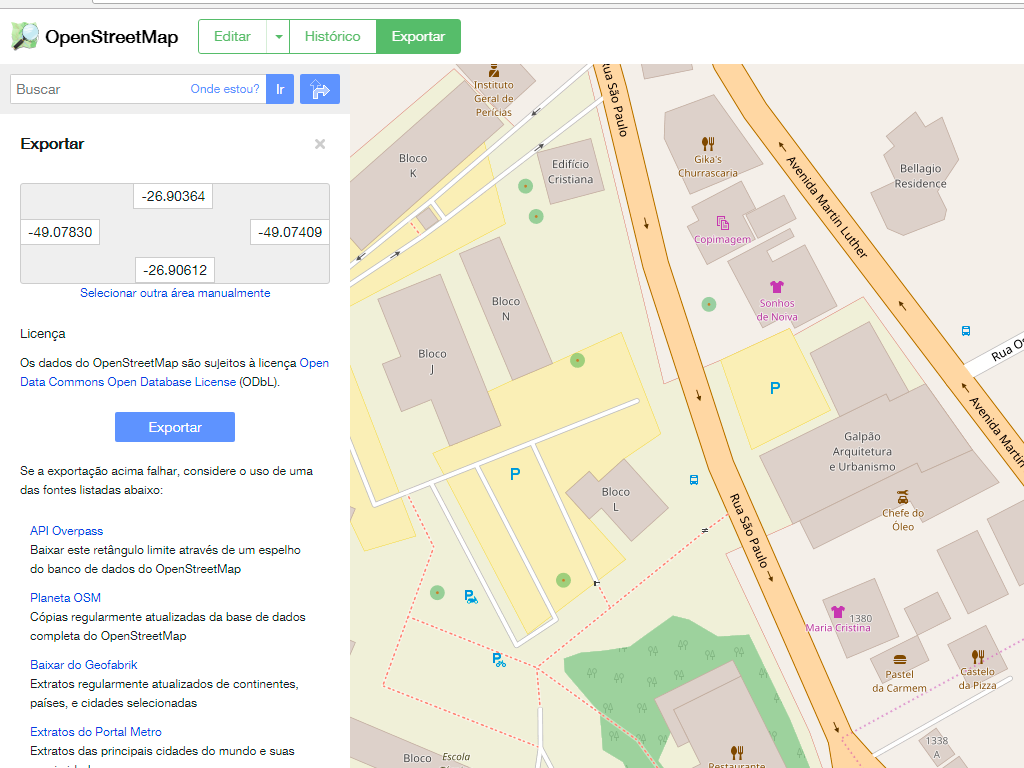 OpenStreetMap
Editar
Histórico
Exportar
Buscar
Onde estou?
Ir
Exportar
×
-26.90364
-49.07830
-49.07409
-26.90612
Selecionar outra área manualmente
Licença
Os dados do OpenStreetMap são sujeitos à licença Open
Data Commons Open Database License (ODbL).
Exportar
Se a exportação acima falhar, considere o uso de uma
das fontes listadas abaixo:
API Overpass
Baixar este retângulo limite através de um espelho
do banco de dados do OpenStreetMap
Planeta OSM
Cópias regularmente atualizadas da base de dados
completa do OpenStreetMap
Baixar do Geofabrik
Extratos regularmente atualizados de continentes,
países, e cidades selecionadas
Extratos do Portal Metro
Extratos das principais cidades do mundo e suas
Instituto
Geral de
Perícias
Rua São Paulo
Bloco
K
Edifício
Cristiana
Gika's
Churrascaria
Avenida Martin Luther
Bellagio
Residence
Copimagem
Sonhos
de Noiva
Bloco
N
Bloco
J
P
Rua Os
Avenida Martin
Galpão
Arquitetura
e Urbanismo
P
Bloco
L
Chefe do
Óleo
Rua São Paulo
P
P
1380
Maria Cristina
Pastel
da Carmem
Castelo
da Pizza
1338
A
Bloco
Escola
Restaurante